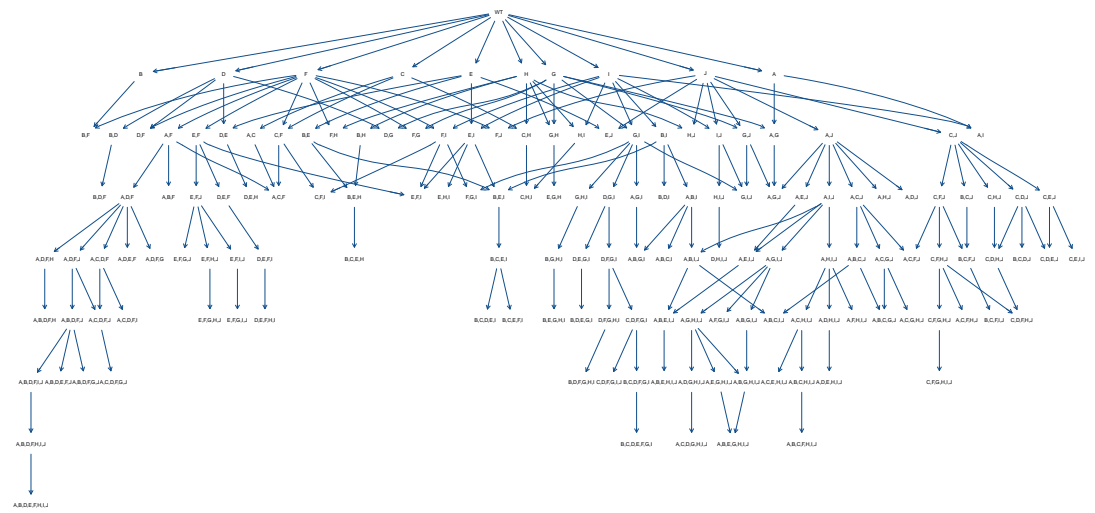 WT
B D F C E H G I J A
B,F B,D D,F A,F E,F D,E A,C C,F B,E F,H B,H D,G F,G F,I E,I F,J C,H G,H H,I E,J G,I B,I H,J I,J G,J A,G A,J C,J A,I
B,D,F A,D,F A,B,F E,F,J D,E,F D,E,H A,C,F C,F,I B,E,H E,F,I E,H,I F,G,I B,E,I C,H,I E,G,H G,H,I D,G,I A,G,I B,D,I A,B,I H,I,J G,I,J A,G,J A,E,J A,I,J A,C,J A,H,J A,D,J C,F,J B,C,J C,H,J C,D,J C,E,J
A,D,F,H A,D,F,J A,C,D,F A,D,E,F A,D,F,G E,F,G,J E,F,H,J E,F,I,J D,E,F,I B,C,E,H B,C,E,I B,G,H,I D,E,G,I D,F,G,I A,B,G,I A,B,C,I A,B,I,J D,H,I,J A,E,I,J A,G,I,J A,H,I,J A,B,C,J A,C,G,J A,C,F,J C,F,H,J B,C,F,J C,D,H,J B,C,D,J C,D,E,J C,E,I,J
A,B,D,F,H A,B,D,F,J A,C,D,F,J A,C,D,F,I E,F,G,H,J E,F,G,I,J D,E,F,H,I B,C,D,E,I B,C,E,F,I B,E,G,H,I B,D,E,G,I D,F,G,H,I C,D,F,G,I A,B,E,I,J A,G,H,I,J A,F,G,I,J A,B,G,I,J A,B,C,I,J A,C,H,I,J A,D,H,I,J A,F,H,I,J A,B,C,G,J A,C,G,H,J C,F,G,H,J A,C,F,H,J B,C,F,I,J C,D,F,H,J
A,B,D,F,I,J A,B,D,E,F,J A,B,D,F,G,J A,C,D,F,G,J B,D,F,G,H,I C,D,F,G,I,J B,C,D,F,G,I A,B,E,H,I,J A,D,G,H,I,J A,E,G,H,I,J A,B,G,H,I,J A,C,E,H,I,J A,B,C,H,I,J A,D,E,H,I,J C,F,G,H,I,J
A,B,D,F,H,I,J B,C,D,E,F,G,I A,C,D,G,H,I,J A,B,E,G,H,I,J A,B,C,F,H,I,J
A,B,D,E,F,H,I,J